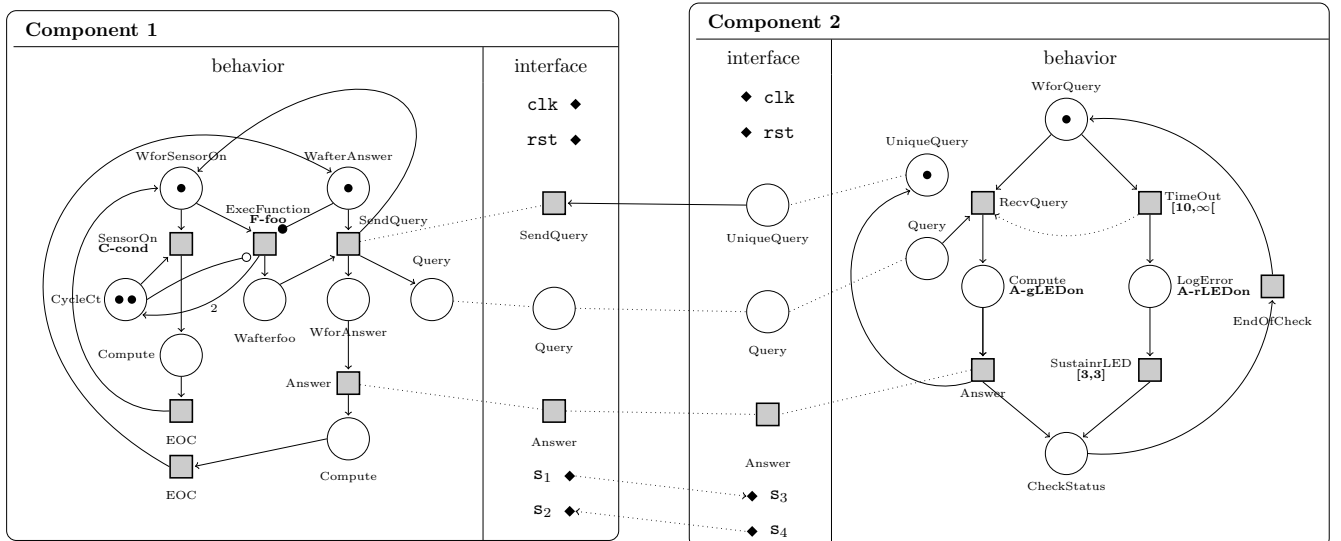 Component 1
behavior
interface
clk
rst
WforSensorOn
WafterAnswer
ExecFunction
F-foo
SendQuery
SensorOn
C-cond
CycleCt
2
Query
Wafterfoo
WforAnswer
Compute
Answer
EOC
EOC
Compute
SendQuery
Query
Answer
s1
s2
Component 2
interface
behavior
clk
rst
UniqueQuery
Query
Answer
s3
s4
WforQuery
UniqueQuery
RecvQuery
TimeOut
[10,∞[
Query
Compute
A-gLEDon
LogError
A-rLEDon
EndOfCheck
SustainrLED
[3,3]
Answer
CheckStatus